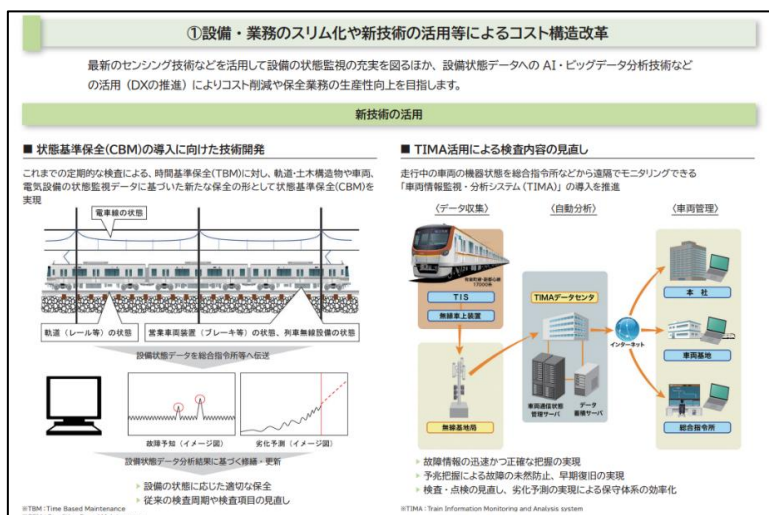 ①設備・業務のスリム化や新技術の活用等によるコスト構造改革
最新のセンシング技術などを活用して設備の状態監視の充実を図るほか、設備状態データへの AI・ビッグデータ分析技術など
の活用（DXの推進）によりコスト削減や保全業務の生産性向上を目指します。
新技術の活用
■ 状態基準保全(CBM)の導入に向けた技術開発
これまでの定期的な検査による、時間基準保全(TBM)に対し、軌道・土木構造物や車両、
電気設備の状態監視データに基づいた新たな保全の形として状態基準保全(CBM)を
実現
電車線の状態
軌道（レール等）の状態
営業車両装置（ブレーキ等）の状態、列車無線設備の状態
設備状態データを総合指令所等へ伝送
故障予知（イメージ図）
劣化予測（イメージ図）
設備状態データ分析結果に基づく修繕・更新
設備の状態に応じた適切な保全
従来の検査周期や検査項目の見直し
※TBM：Time Based Maintenance
■ TIMA活用による検査内容の見直し
走行中の車両の機器状態を総合指令所などから遠隔でモニタリングできる
「車両情報監視・分析システム(TIMA)」の導入を推進
〈データ収集〉
〈自動分析〉
〈車両管理〉
有楽町線・副都心線
17000系
TIS
無線車上装置
無線基地局
TIMAデータセンタ
車両通信状態
管理サーバ
データ
蓄積サーバ
インターネット
本社
車両基地
総合指令所
故障情報の迅速かつ正確な把握の実現
予兆把握による故障の未然防止、早期復旧の実現
検査・点検の見直し、劣化予測の実現による保守体系の効率化
※TIMA：Train Information Monitoring and Analysis system